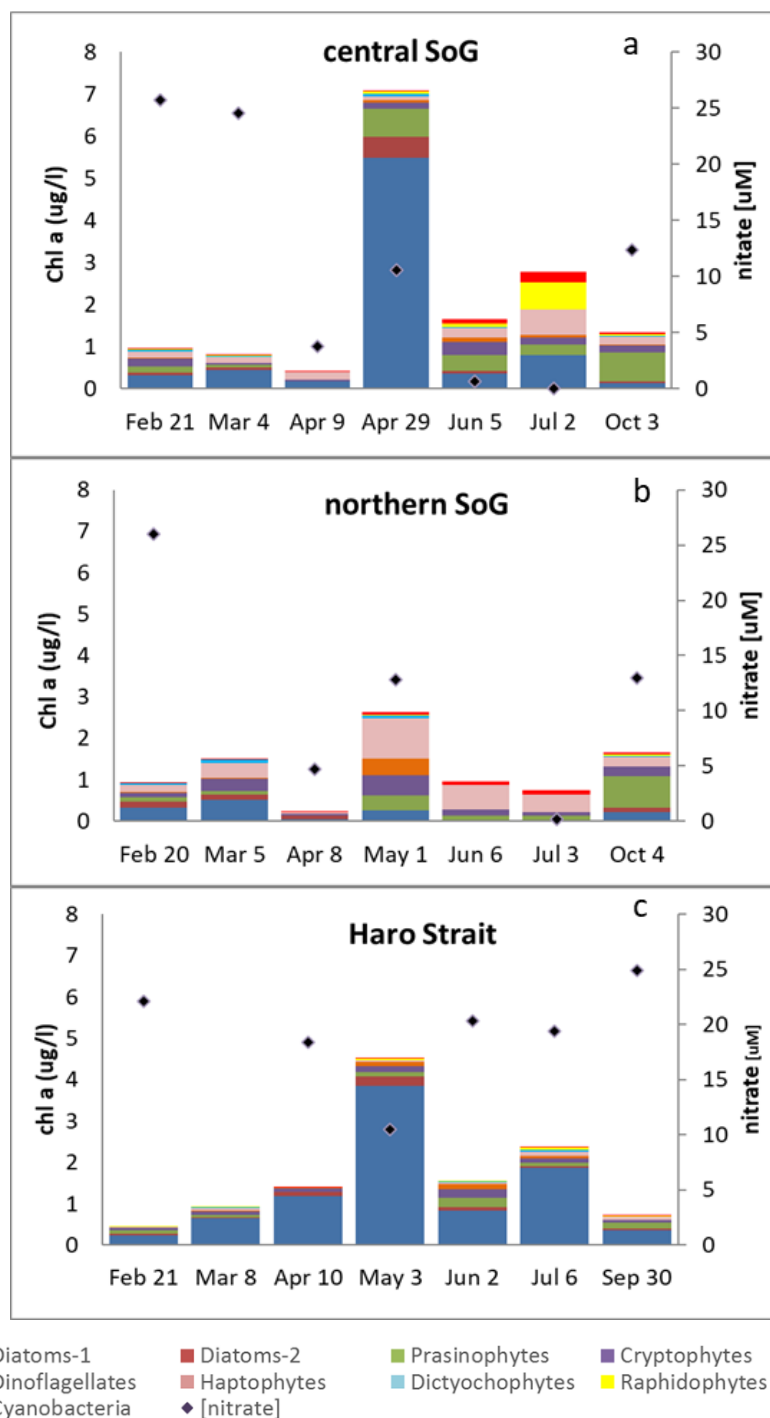 central SoG
a
8
7
6
5
4
3
2
1
0
Chl a (ug/l)
30
25
20
15
10
5
0
nitate [uM]
Feb 21 Mar 4 Apr 9 Apr 29 Jun 5 Jul 2 Oct 3
northern SoG
b
8
7
6
5
4
3
2
1
0
Chl a (ug/l)
30
25
20
15
10
5
0
nitrate [uM]
Feb 20 Mar 5 Apr 8 May 1 Jun 6 Jul 3 Oct 4
Haro Strait
c
8
7
6
5
4
3
2
1
0
chl a (ug/l)
30
25
20
15
10
5
0
nitrate [uM]
Feb 21 Mar 8 Apr 10 May 3 Jun 2 Jul 6 Sep 30
Diatoms-1 Diatoms-2 Prasinophytes Cryptophytes
Dinoflagellates Haptophytes Dictyochophytes Raphidophytes
Cyanobacteria [nitrate]